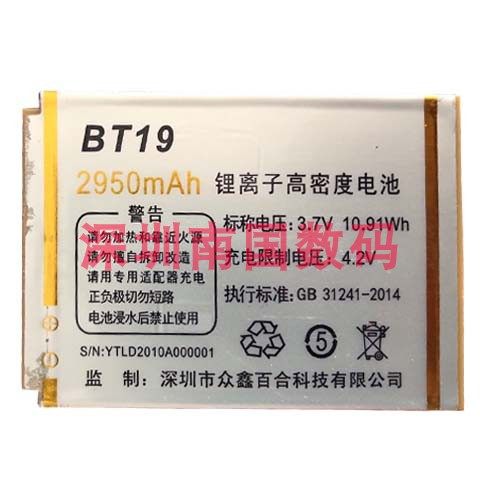 BT19
2950mAh 锂离子高密度电池
警告
请勿加热和靠近火源
请勿擅自拆卸改造
请用专用适配器充电
正负极切勿短路
电池浸水后禁止使用
S/N:YTLD2010A000001
标称电压: 3.7V 10.91Wh
充电限制电压: 4.2V
执行标准: GB 31241-2014
5
监 制: 深圳市众鑫百合科技有限公司
深圳南国数码